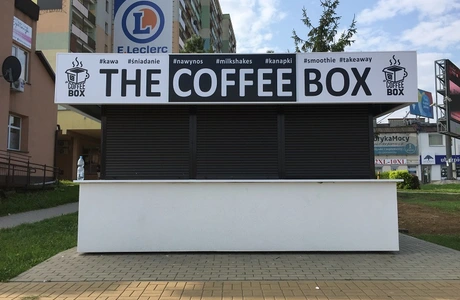 E.Leclerc
#kawa #śniadanie #nawynos #milkshakes #kanapki #smoothie #takeaway
THE COFFEE BOX
COFFEE
BOX
COFFEE
BOX